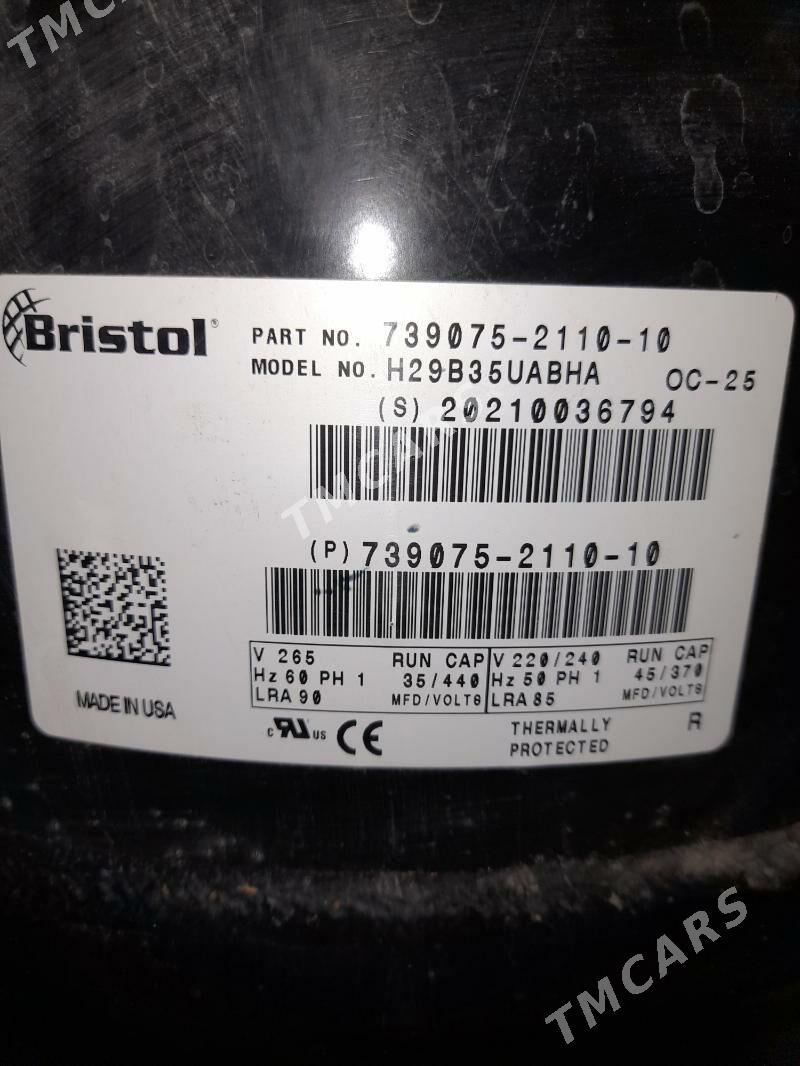 TMCARS
Bristol®
PART NO. 739075-2110-10
MODEL NO. H29B35UABHA OC-25
(S) 20210036794
TMCARS
(P) 739075-2110-10
V 265 RUN CAP
Hz 60 PH 1 35/440
LRA 90 MFD/VOLTS
V 220/240 RUN CAP
Hz 50 PH 1 45/370
LRA 85 MFD/VOLTS
MADE IN USA
c RU US CE
THERMALLY R
PROTECTED
TMCARS